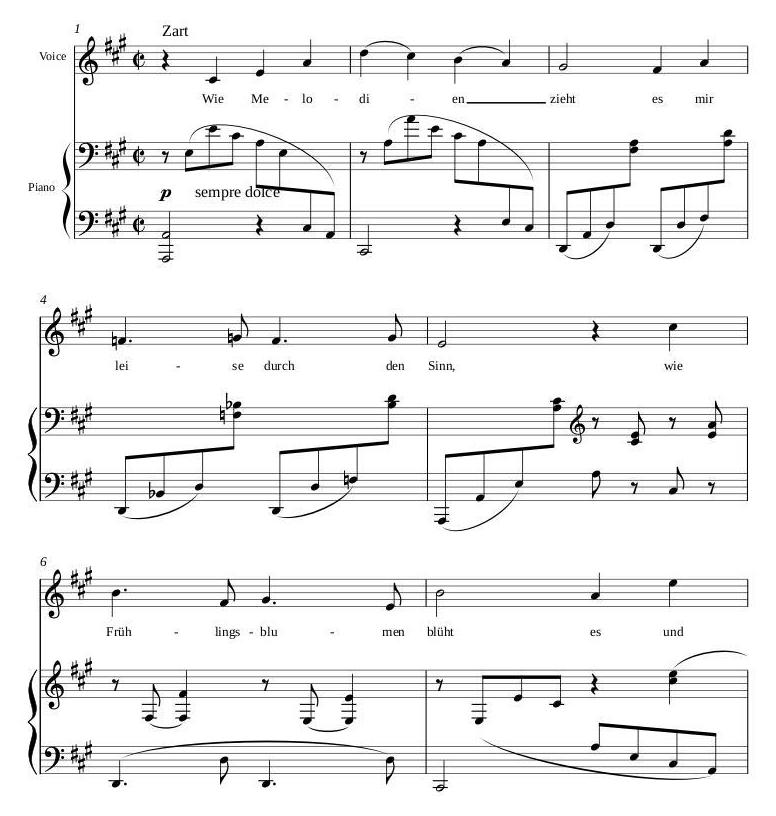 1
Zart
Voice
Wie Me - lo - di - en zieht es mir
Piano
p sempre dolce
4
lei - se durch den Sinn, wie
6
Früh - lings - blu - men blüht es und